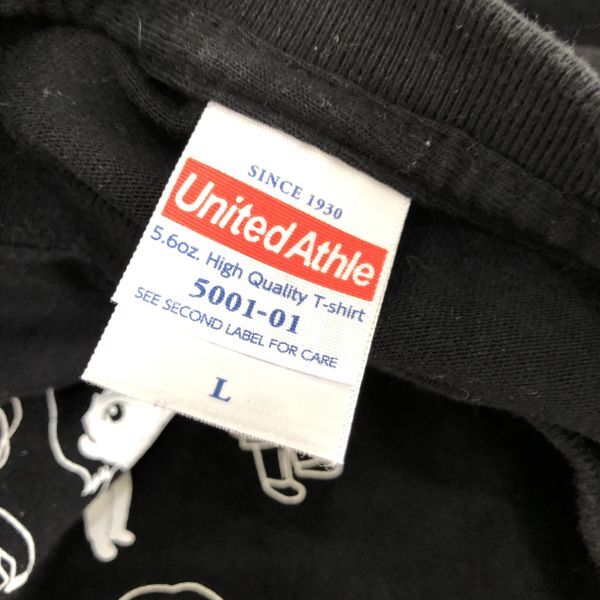 SINCE 1930
United Athle
5.6oz. High Quality T-shirt
5001-01
SEE SECOND LABEL FOR CARE
L